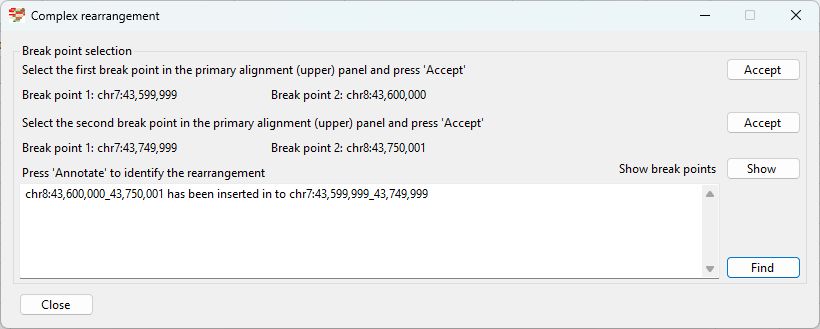 Complex rearrangement
Break point selection
Select the first break point in the primary alignment (upper) panel and press 'Accept'
Accept
Break point 1: chr7:43,599,999 Break point 2: chr8:43,600,000
Select the second break point in the primary alignment (upper) panel and press 'Accept'
Accept
Break point 1: chr7:43,749,999 Break point 2: chr8:43,750,001
Press 'Annotate' to identify the rearrangement
Show break points
Show
chr8:43,600,000_43,750,001 has been inserted in to chr7:43,599,999_43,749,999
Find
Close